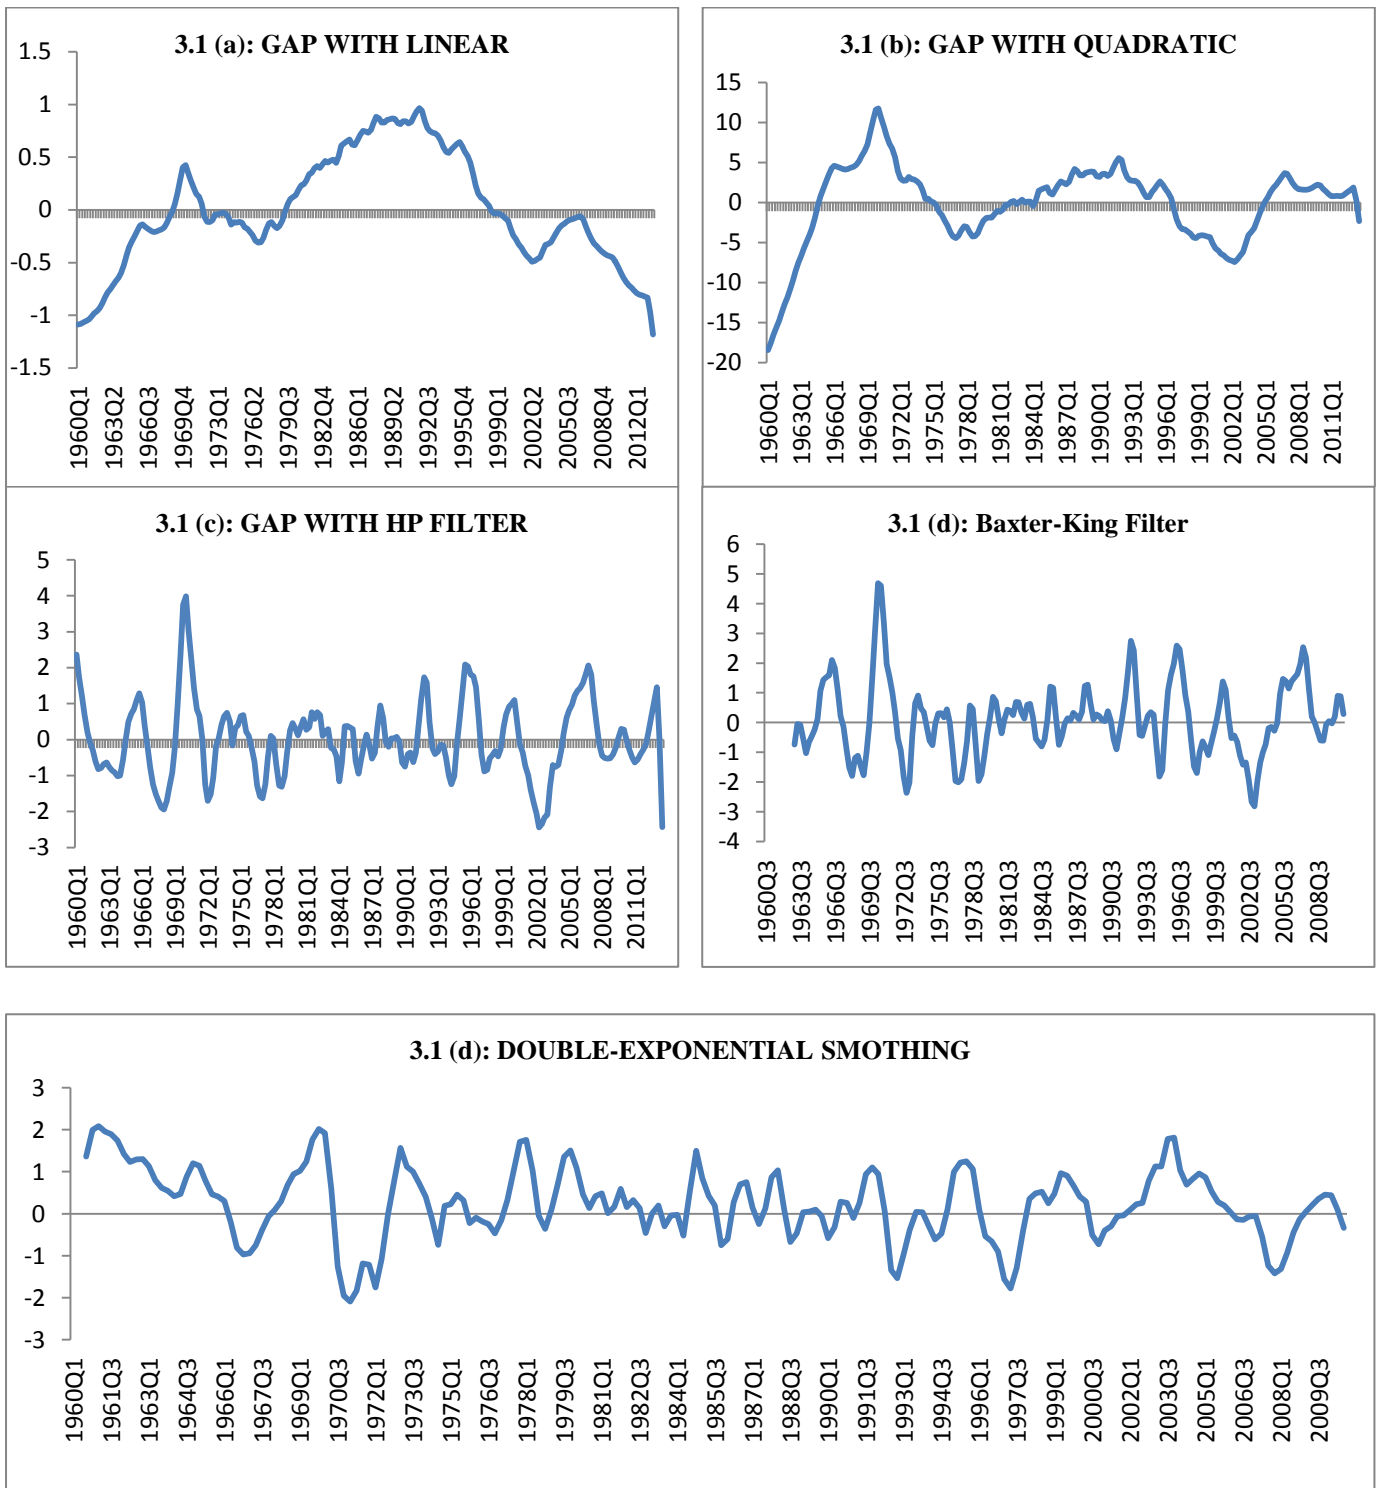 3.1 (a): GAP WITH LINEAR
1.5
1
0.5
0
-0.5
-1
-1.5
1960Q1
1963Q2
1966Q3
1969Q4
1973Q1
1976Q2
1979Q3
1982Q4
1986Q1
1989Q2
1992Q3
1995Q4
1999Q1
2002Q2
2005Q3
2008Q4
2012Q1
3.1 (b): GAP WITH QUADRATIC
15
10
5
0
-5
-10
-15
-20
1960Q1
1963Q1
1966Q1
1969Q1
1972Q1
1975Q1
1978Q1
1981Q1
1984Q1
1987Q1
1990Q1
1993Q1
1996Q1
1999Q1
2002Q1
2005Q1
2008Q1
2011Q1
3.1 (c): GAP WITH HP FILTER
5
4
3
2
1
0
-1
-2
-3
1960Q1
1963Q1
1966Q1
1969Q1
1972Q1
1975Q1
1978Q1
1981Q1
1984Q1
1987Q1
1990Q1
1993Q1
1996Q1
1999Q1
2002Q1
2005Q1
2008Q1
2011Q1
3.1 (d): Baxter-King Filter
6
5
4
3
2
1
0
-1
-2
-3
-4
1960Q3
1963Q3
1966Q3
1969Q3
1972Q3
1975Q3
1978Q3
1981Q3
1984Q3
1987Q3
1990Q3
1993Q3
1996Q3
1999Q3
2002Q3
2005Q3
2008Q3
3.1 (d): DOUBLE-EXPONENTIAL SMOTHING
3
2
1
0
-1
-2
-3
1960Q1
1961Q3
1963Q1
1964Q3
1966Q1
1967Q3
1969Q1
1970Q3
1972Q1
1973Q3
1975Q1
1976Q3
1978Q1
1979Q3
1981Q1
1982Q3
1984Q1
1985Q3
1987Q1
1988Q3
1990Q1
1991Q3
1993Q1
1994Q3
1996Q1
1997Q3
1999Q1
2000Q3
2002Q1
2003Q3
2005Q1
2006Q3
2008Q1
2009Q3